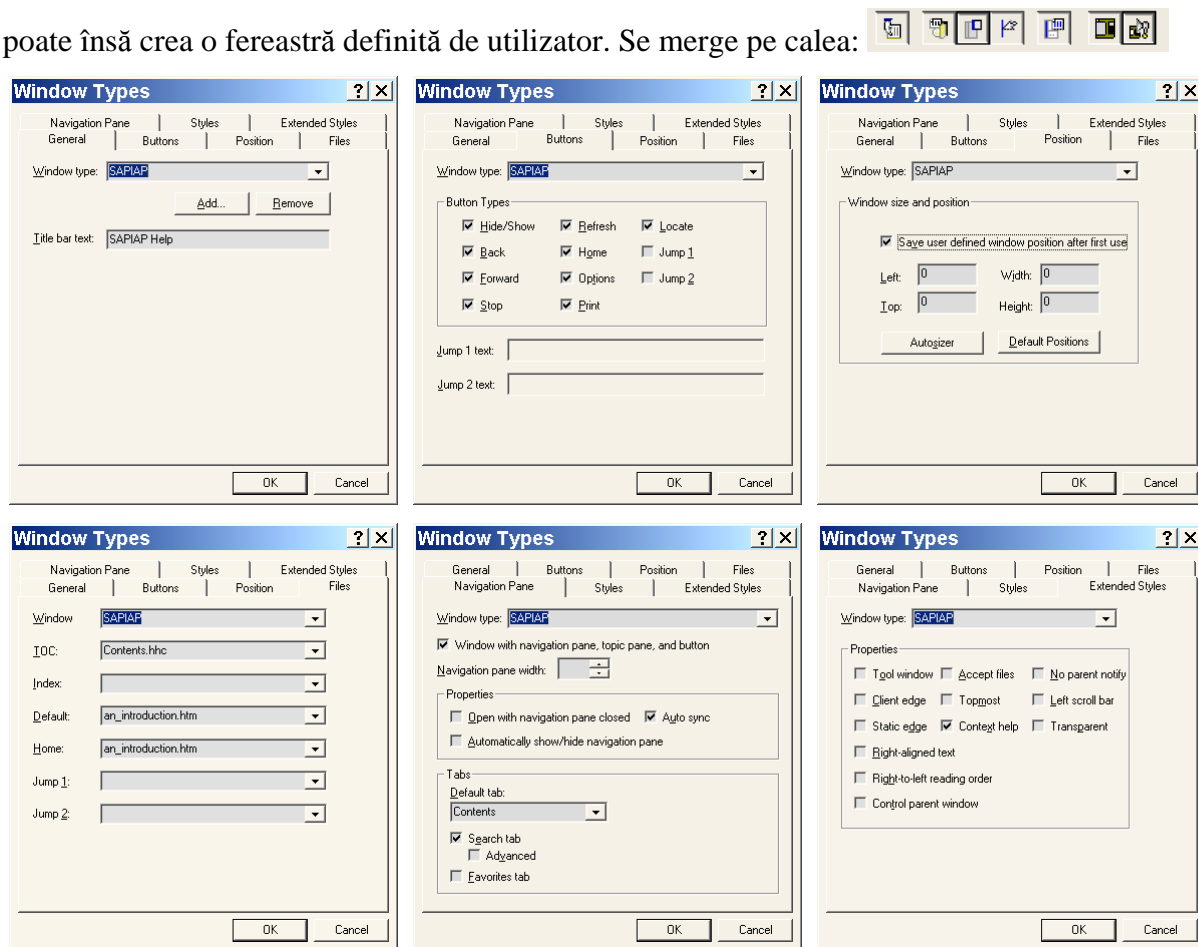 poate însă crea o fereastră definită de utilizator. Se merge pe calea:
Window Types
Navigation Pane Styles Extended Styles
General Buttons Position Files
Window type: SAPIAP
Add... Remove
Title bar text: SAPIAP Help
OK Cancel
Window Types
Navigation Pane Styles Extended Styles
General Buttons Position Files
Window type: SAPIAP
Button Types
Hide/Show Refresh Locate
Back Home Jump 1
Forward Options Jump 2
Stop Print
Jump 1 text:
Jump 2 text:
OK Cancel
Window Types
Navigation Pane Styles Extended Styles
General Buttons Position Files
Window type: SAPIAP
Window size and position
Save user defined window position after first use
Left: 0 Width: 0
Top: 0 Height: 0
Autosizer Default Positions
OK Cancel
Window Types
Navigation Pane Styles Extended Styles
General Buttons Position Files
Window SAPIAP
TOC: Contents.hhc
Index:
Default: an_introduction.htm
Home: an_introduction.htm
Jump 1:
Jump 2:
OK Cancel
Window Types
General Buttons Position Files
Navigation Pane Styles Extended Styles
Window type: SAPIAP
Window with navigation pane, topic pane, and button
Navigation pane width:
Properties
Open with navigation pane closed Auto sync
Automatically show/hide navigation pane
Tabs
Default tab:
Contents
Search tab
Advanced
Favorites tab
OK Cancel
Window Types
General Buttons Position Files
Navigation Pane Styles Extended Styles
Window type: SAPIAP
Properties
Tool window Accept files No parent notify
Client edge Topmost Left scroll bar
Static edge Context help Transparent
Right-aligned text
Right-to-left reading order
Control parent window
OK Cancel